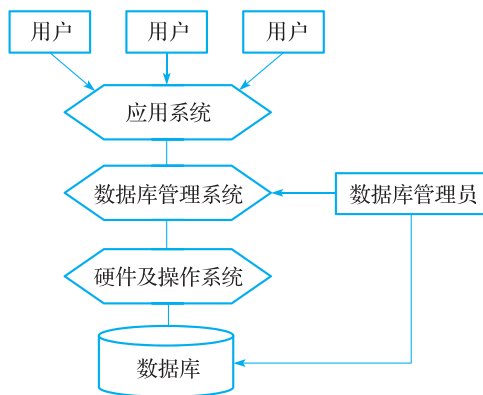 用户
用户
用户
应用系统
数据库管理系统
数据库管理员
硬件及操作系统
数据库